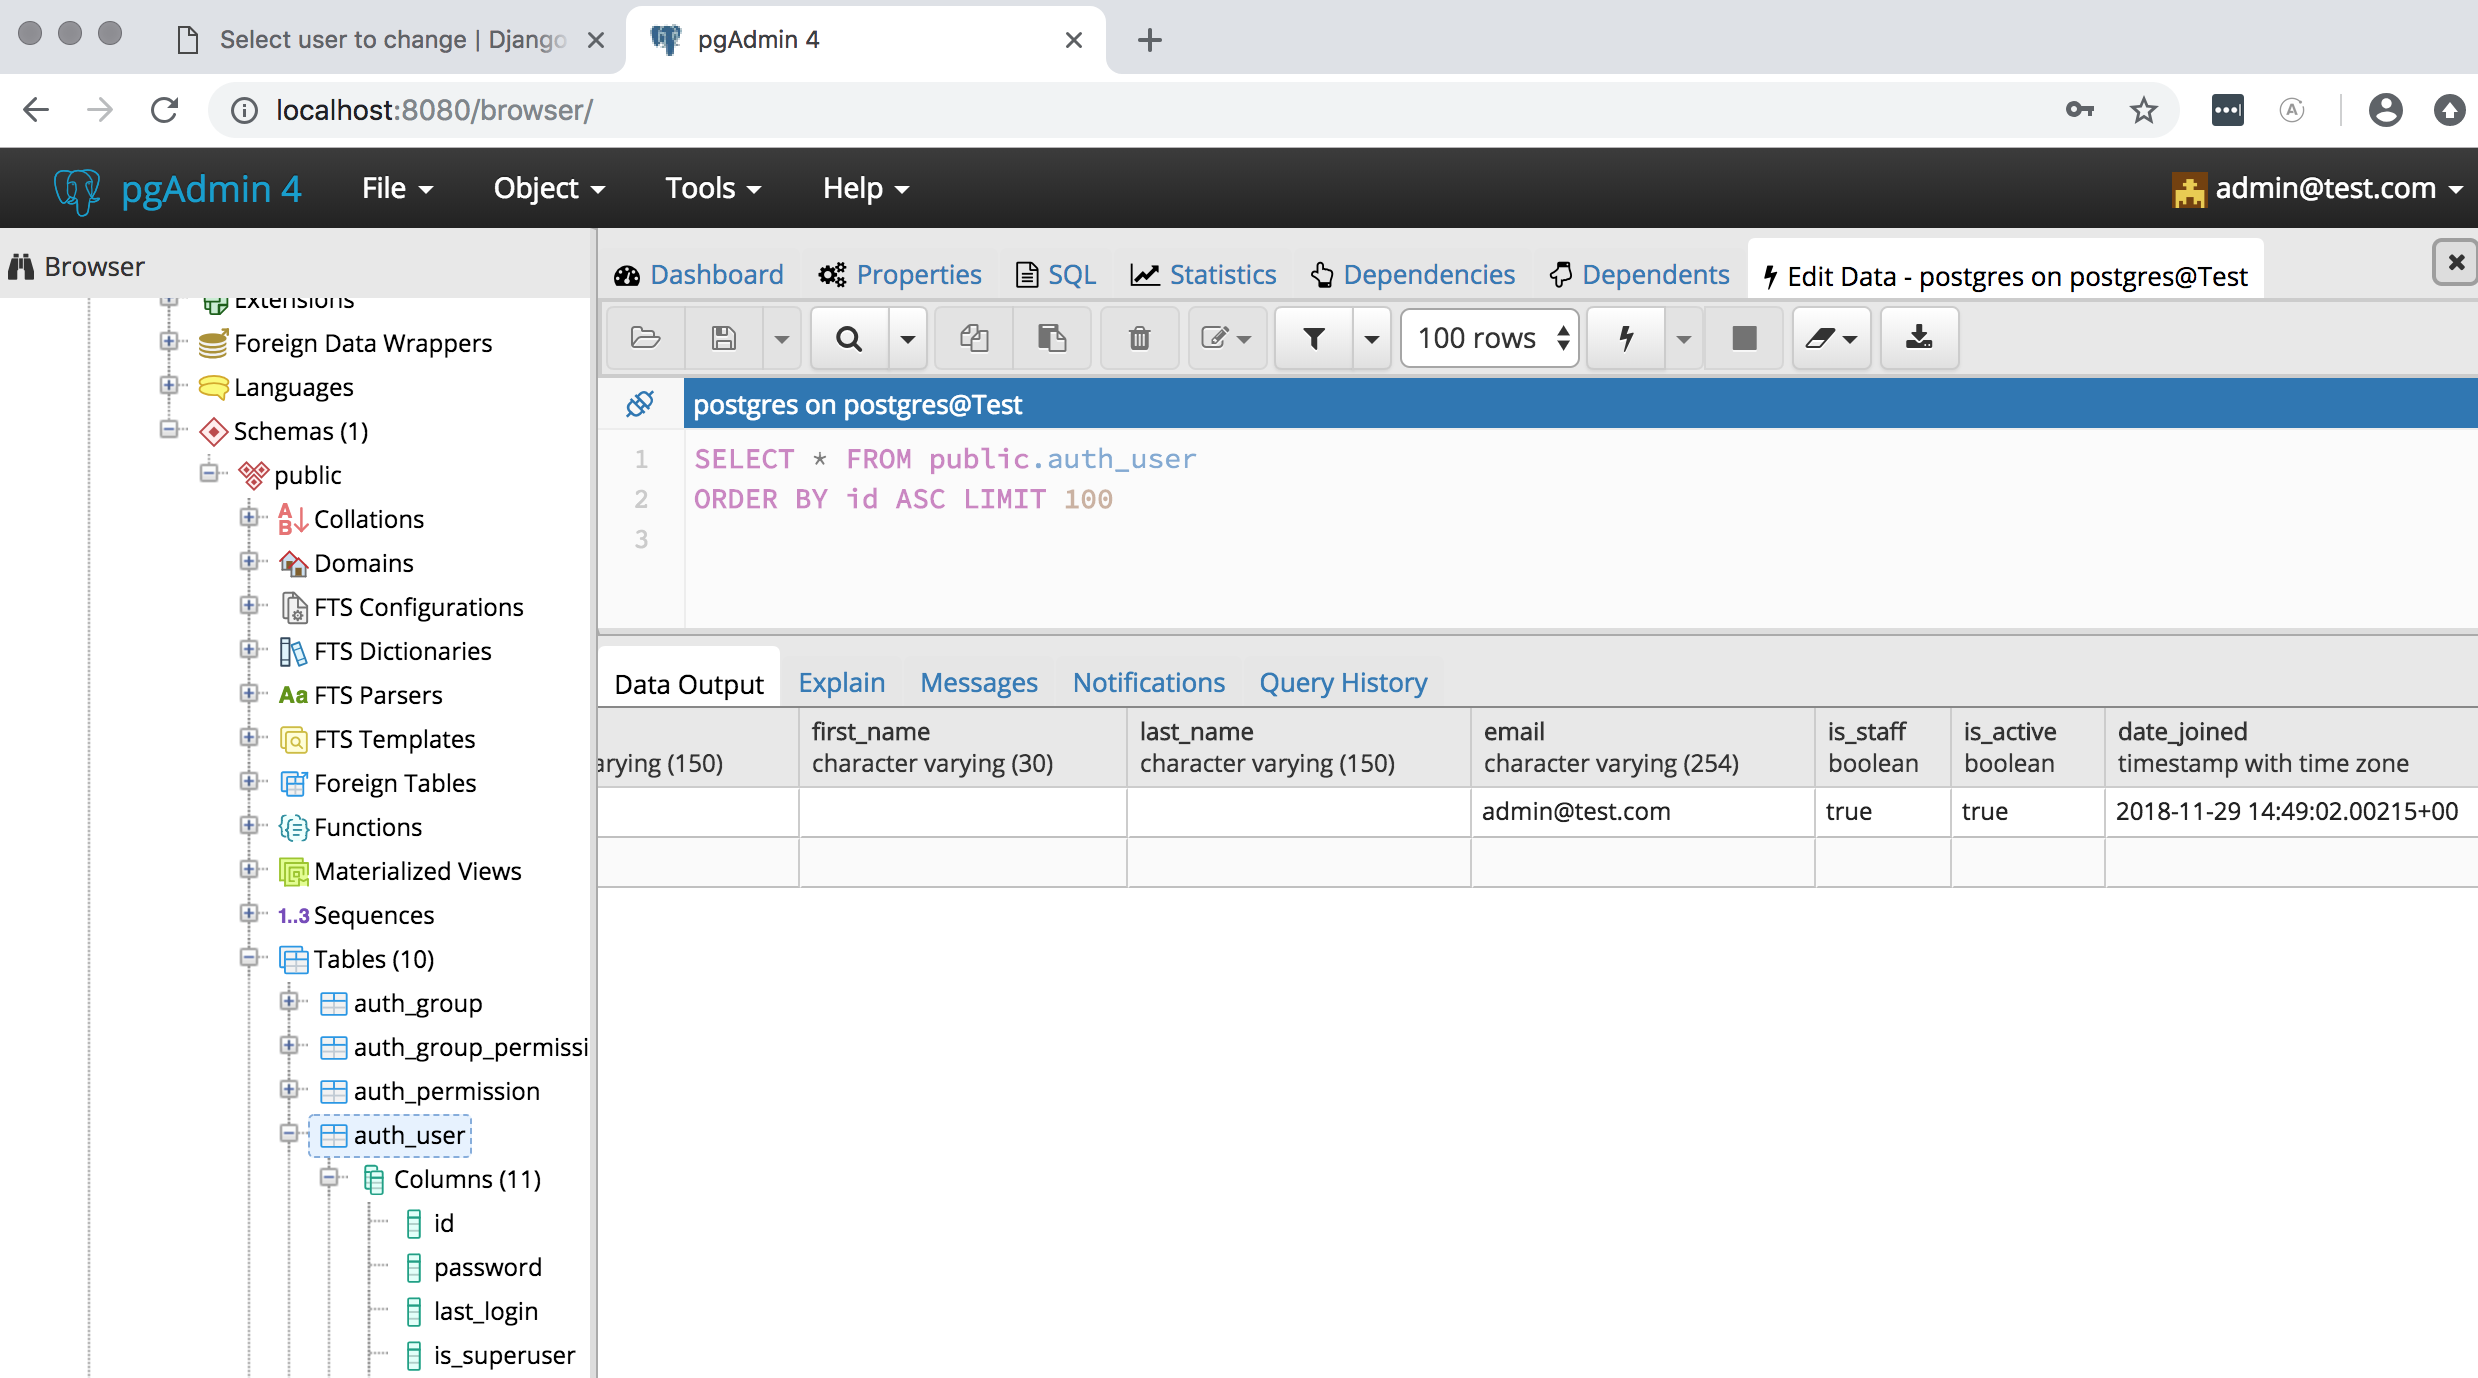 Select user to change | Django
pgAdmin 4
localhost:8080/browser/
pgAdmin 4
File
Object
Tools
Help
admin@test.com
Browser
Extensions
Foreign Data Wrappers
Languages
Schemas (1)
public
Collations
Domains
FTS Configurations
FTS Dictionaries
Aa FTS Parsers
FTS Templates
Foreign Tables
Functions
Materialized Views
1..3 Sequences
Tables (10)
auth_group
auth_group_permissi
auth_permission
auth_user
Columns (11)
id
password
last_login
is_superuser
Dashboard
Properties
SQL
Statistics
Dependencies
Dependents
Edit Data - postgres on postgres@Test
100 rows
postgres on postgres@Test
1 SELECT * FROM public.auth_user
2 ORDER BY id ASC LIMIT 100
3
Data Output
Explain
Messages
Notifications
Query History
first_name last_name email is_staff is_active date_joined
arying (150) character varying (30) character varying (150) character varying (254) boolean boolean timestamp with time zone
admin@test.com true true 2018-11-29 14:49:02.00215+00